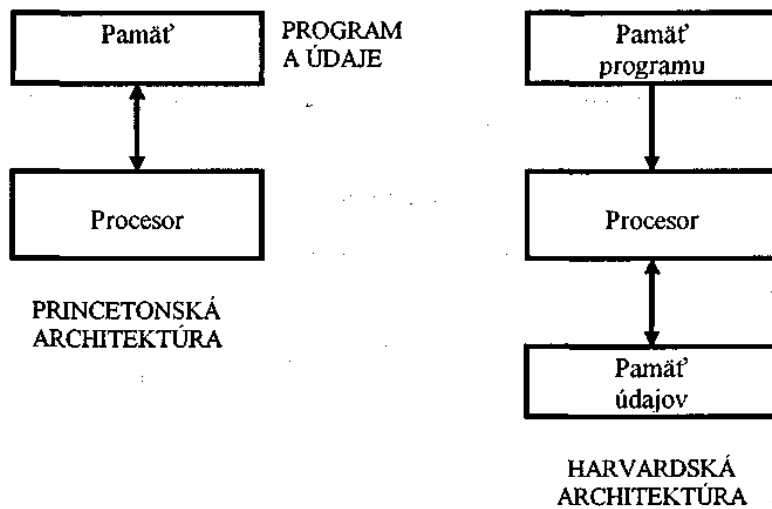 Pamäť
PROGRAM
A ÚDAJE
Procesor
PRINCETONSKÁ
ARCHITEKTÚRA
Pamäť
programu
Procesor
Pamäť
údajov
HARVARDSKÁ
ARCHITEKTÚRA